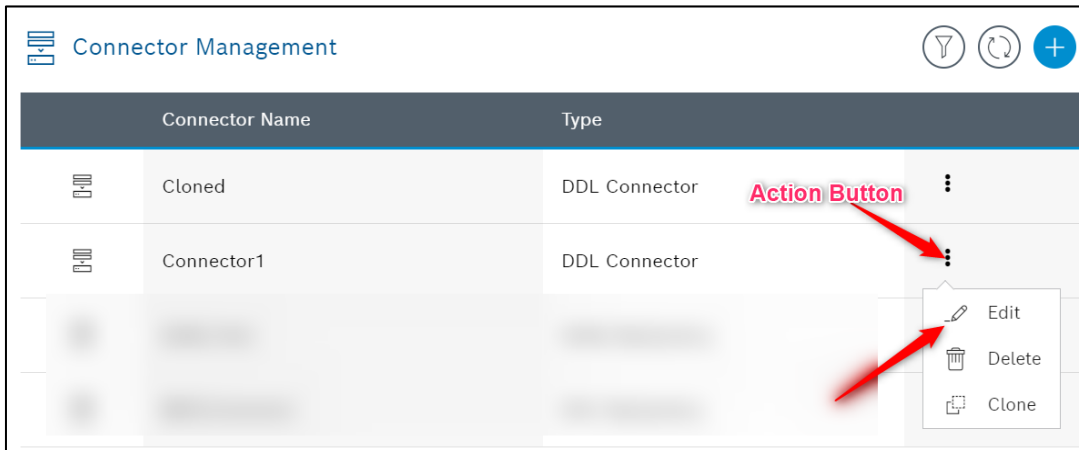 Connector Management
Connector Name Type
Cloned DDL Connector
Action Button
Connector1 DDL Connector
Edit
Delete
Clone